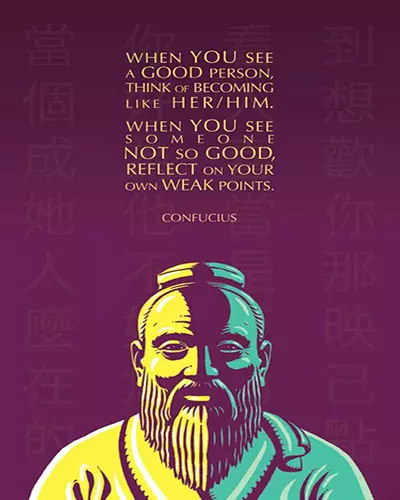 WHEN YOU SEE
A GOOD PERSON,
THINK OF BECOMING
LIKE HER/HIM.
WHEN YOU SEE
SOMEONE
NOT SO GOOD,
REFLECT ON YOUR
OWN WEAK POINTS.
CONFUCIUS
當個成她人麼在的
到想歡你那映己點